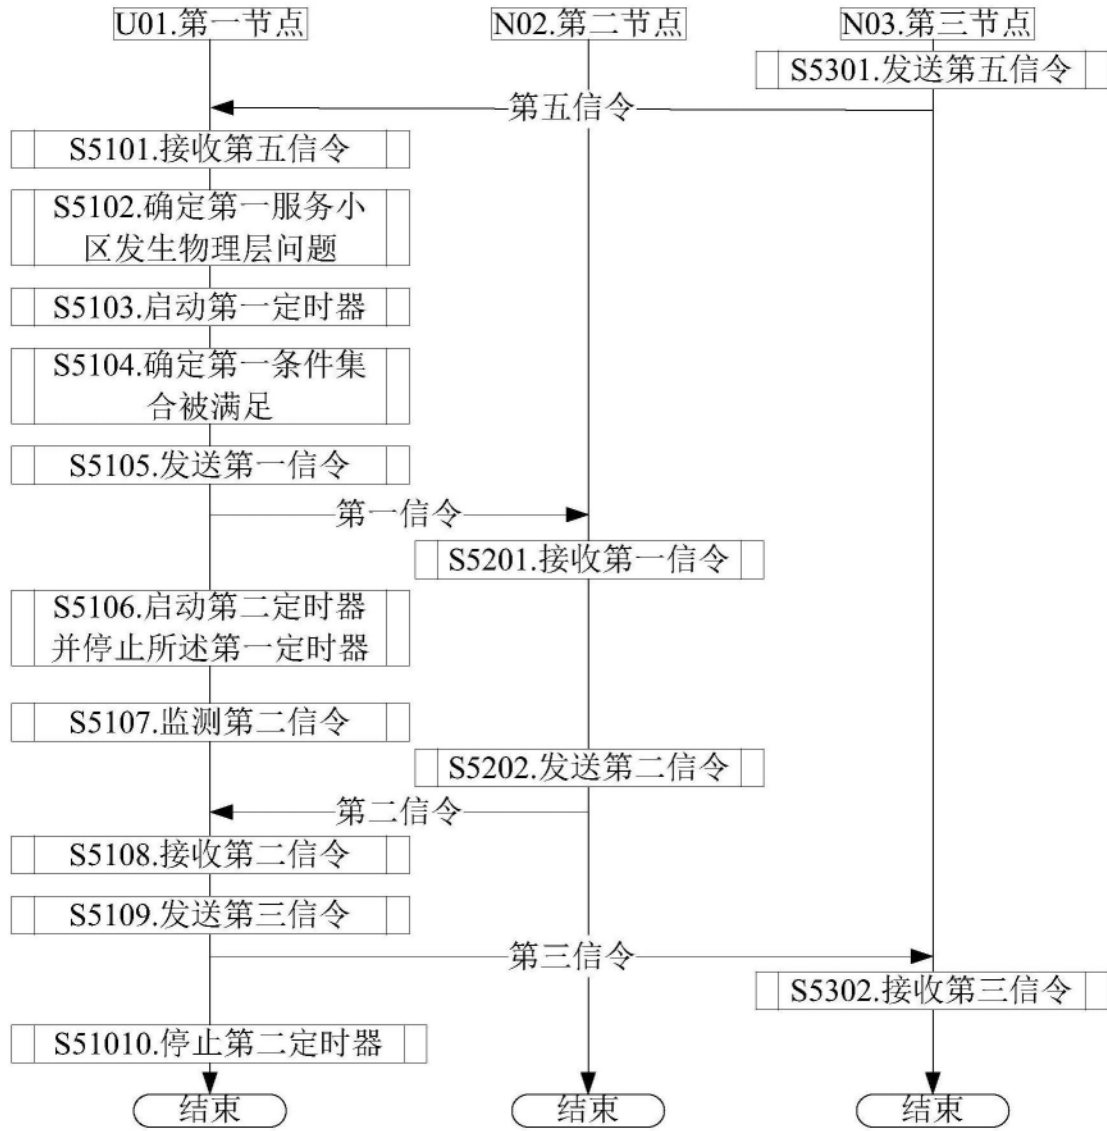 U01.第一节点
N02.第二节点
N03.第三节点
S5301.发送第五信令
第五信令
S5101.接收第五信令
S5102.确定第一服务小
区发生物理层问题
S5103.启动第一定时器
S5104.确定第一条件集
合被满足
S5105.发送第一信令
第一信令
S5201.接收第一信令
S5106.启动第二定时器
并停止所述第一定时器
S5107.监测第二信令
S5202.发送第二信令
第二信令
S5108.接收第二信令
S5109.发送第三信令
第三信令
S5302.接收第三信令
S51010.停止第二定时器
结束
结束
结束